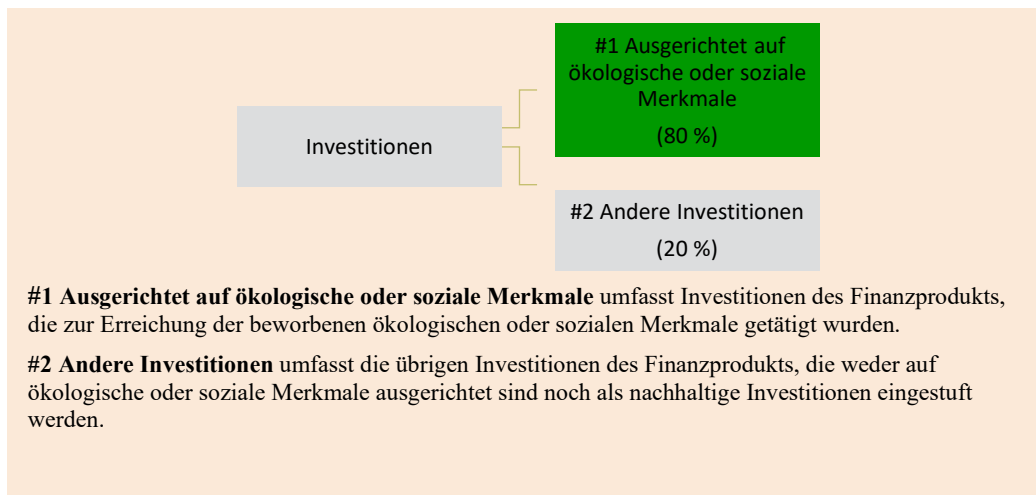 #1 Ausgerichtet auf
ökologische oder soziale
Merkmale
(80 %)
Investitionen
#2 Andere Investitionen
(20 %)
#1 Ausgerichtet auf ökologische oder soziale Merkmale umfasst Investitionen des Finanzprodukts,
die zur Erreichung der beworbenen ökologischen oder sozialen Merkmale getätigt wurden.
#2 Andere Investitionen umfasst die übrigen Investitionen des Finanzprodukts, die weder auf
ökologische oder soziale Merkmale ausgerichtet sind noch als nachhaltige Investitionen eingestuft
werden.